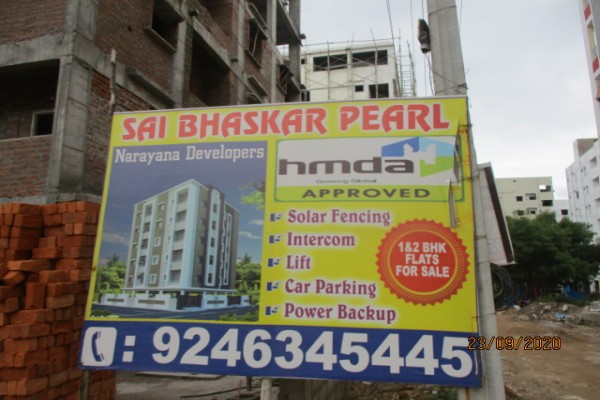 SAI BHASKAR PEARL
Narayana Developers
hmda
Growing Global
APPROVED
Solar Fencing
Intercom
Lift
Car Parking
Power Backup
1&2 BHK
FLATS
FOR SALE
: 9246345445
23/09/2020